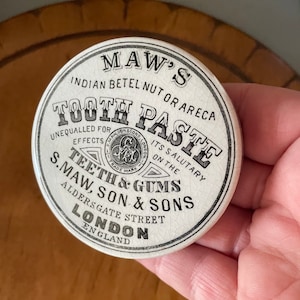 MAW'S
INDIAN BETEL NUT OR ARECA
TOOTH PASTE
UNEQUALLED FOR ITS SALUTARY
EFFECTS ON THE
TEETH & GUMS
S. MAW, SON & SONS
ALDERSGATE STREET
LONDON
ENGLAND